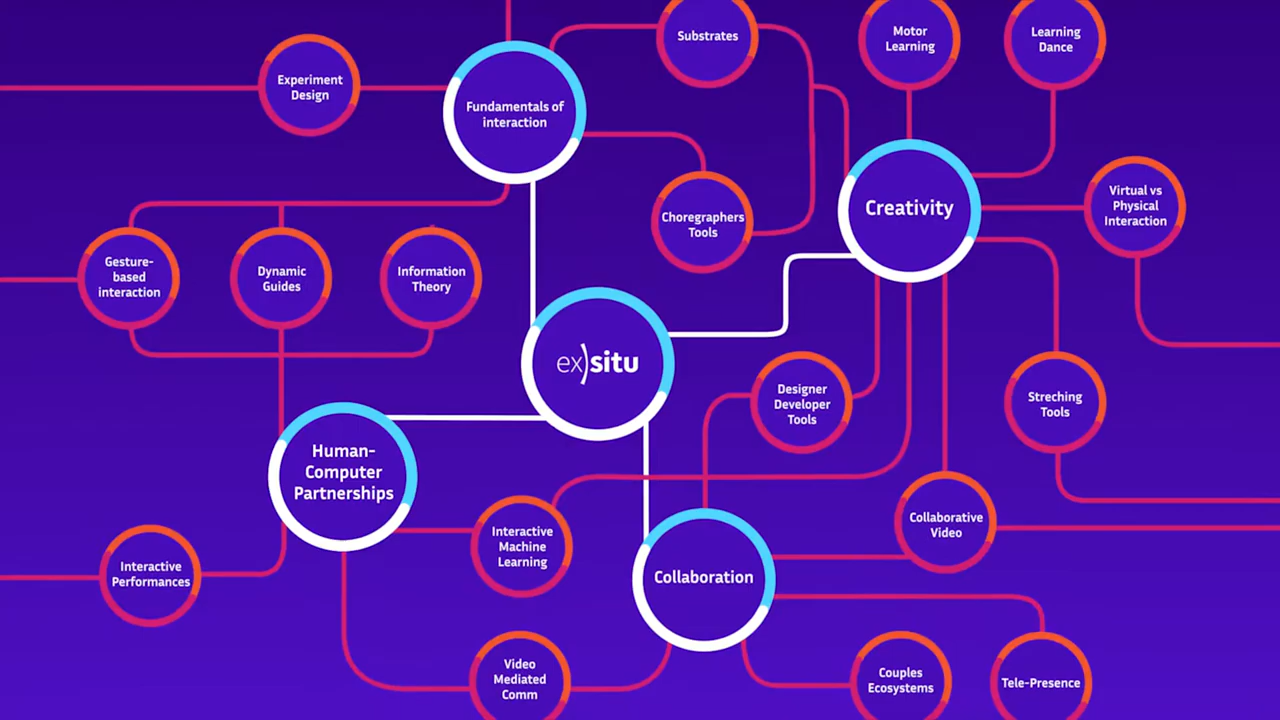 Substrates
Motor
Learning
Learning
Dance
Experiment
Design
Fundamentals of
interaction
Choregraphers
Tools
Creativity
Virtual vs
Physical
Interaction
Gesture-
based
interaction
Dynamic
Guides
Information
Theory
ex)situ
Designer
Developer
Tools
Streching
Tools
Human-
Computer
Partnerships
Interactive
Machine
Learning
Collaborative
Video
Interactive
Performances
Collaboration
Video
Mediated
Comm
Couples
Ecosystems
Tele-Presence